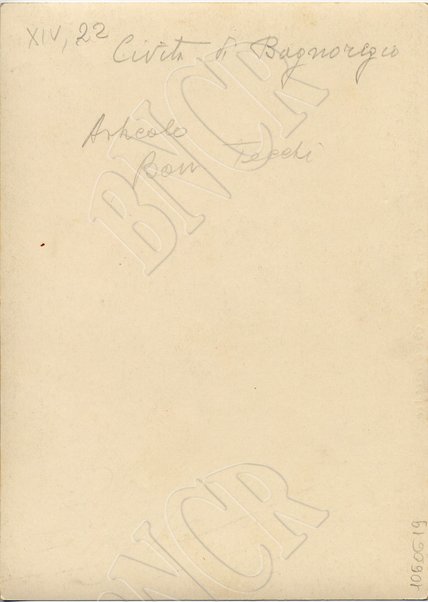 XIV, 22
Civita di Bagnoregio
Articolo
Bon Tecchi
BNCR
BNCR
1060619